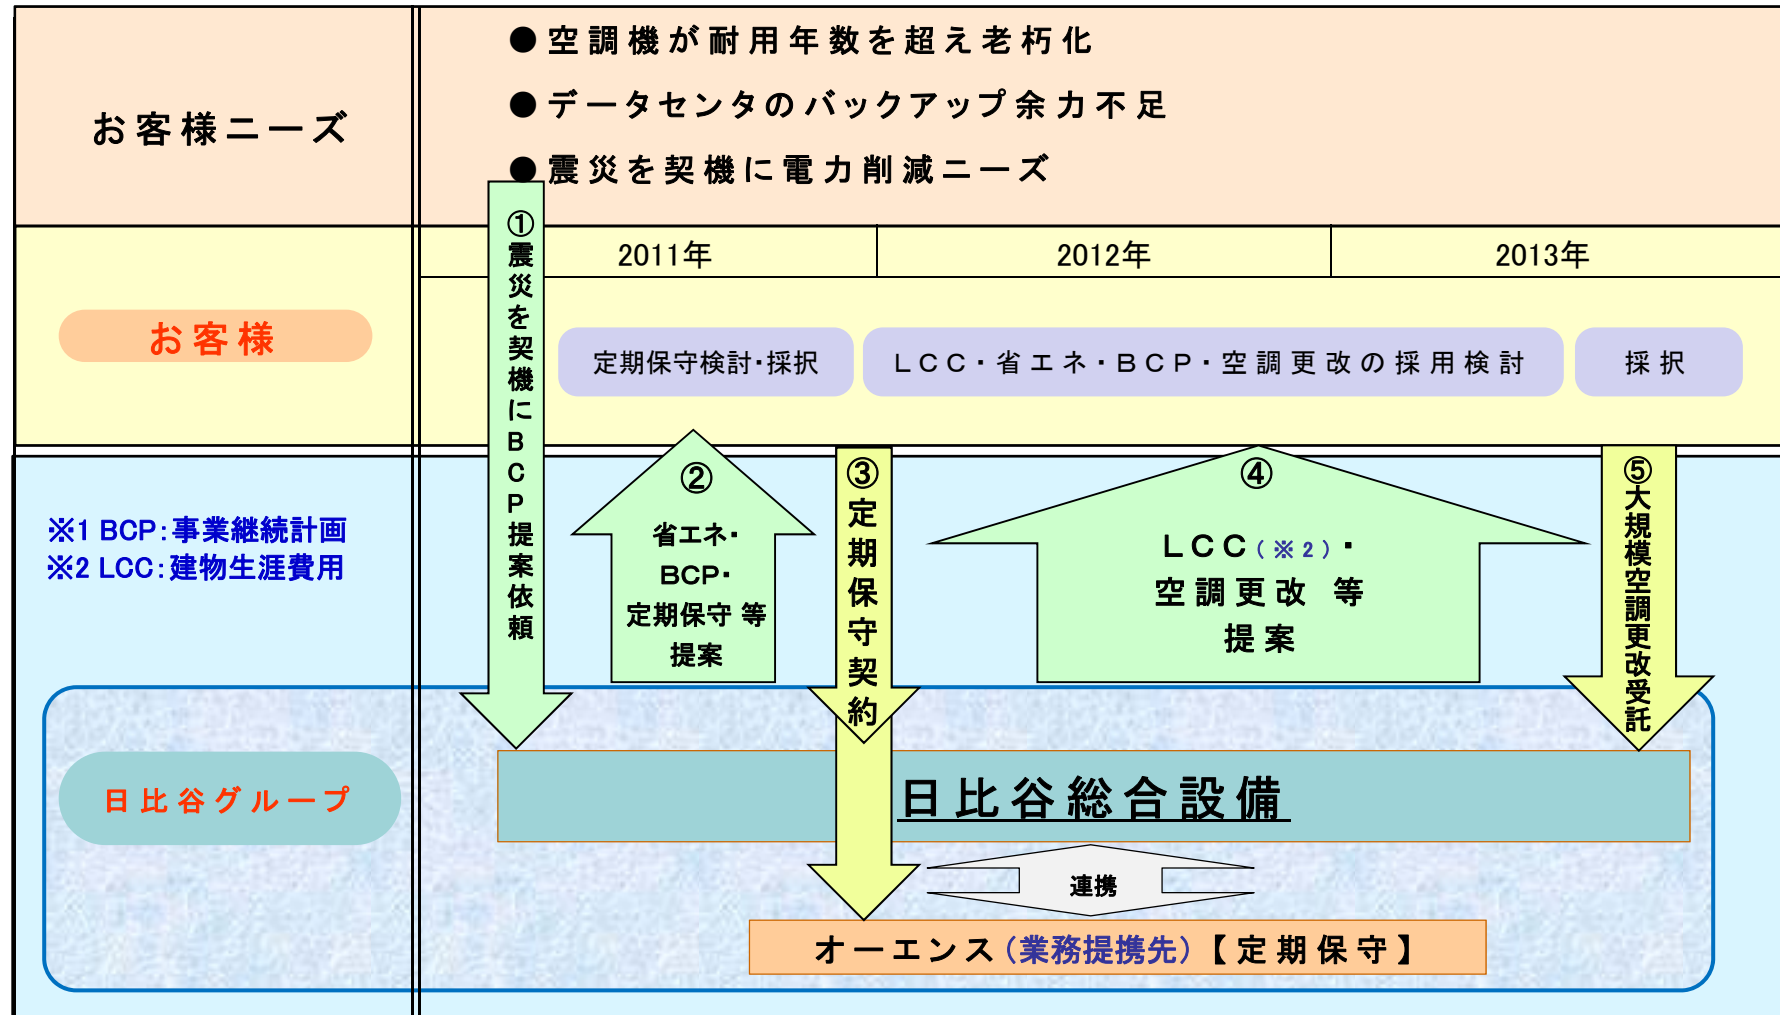 お客様ニーズ
●空調機が耐用年数を超え老朽化
●データセンタのバックアップ余力不足
●震災を契機に電力削減ニーズ
2011年
2012年
2013年
お客様
定期保守検討・採択
LCC・省エネ・BCP・空調更改の採用検討
採択
①震災を契機にBCP提案依頼
②
省エネ・
BCP・
定期保守 等
提案
③定期保守契約
④
LCC(※2)・
空調更改 等
提案
⑤大規模空調更改受託
※1 BCP:事業継続計画
※2 LCC:建物生涯費用
日比谷グループ
日比谷総合設備
連携
オーエンス(業務提携先)【定期保守】